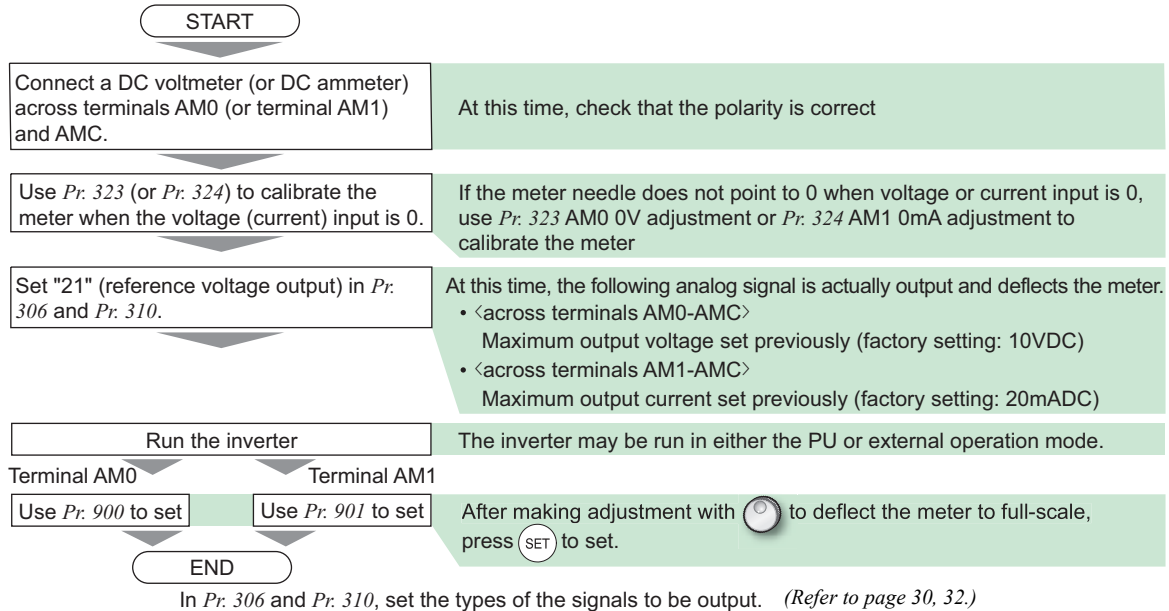 START
Connect a DC voltmeter (or DC ammeter)
across terminals AM0 (or terminal AM1)
and AMC.
At this time, check that the polarity is correct
Use Pr. 323 (or Pr. 324) to calibrate the
meter when the voltage (current) input is 0.
If the meter needle does not point to 0 when voltage or current input is 0,
use Pr. 323 AM0 0V adjustment or Pr. 324 AM1 0mA adjustment to
calibrate the meter
Set "21" (reference voltage output) in Pr.
306 and Pr. 310.
At this time, the following analog signal is actually output and deflects the meter.
• <across terminals AM0-AMC>
Maximum output voltage set previously (factory setting: 10VDC)
• <across terminals AM1-AMC>
Maximum output current set previously (factory setting: 20mADC)
Run the inverter
The inverter may be run in either the PU or external operation mode.
Terminal AM0
Terminal AM1
Use Pr. 900 to set
Use Pr. 901 to set
After making adjustment with to deflect the meter to full-scale,
press SET to set.
END
In Pr. 306 and Pr. 310, set the types of the signals to be output. (Refer to page 30, 32.)